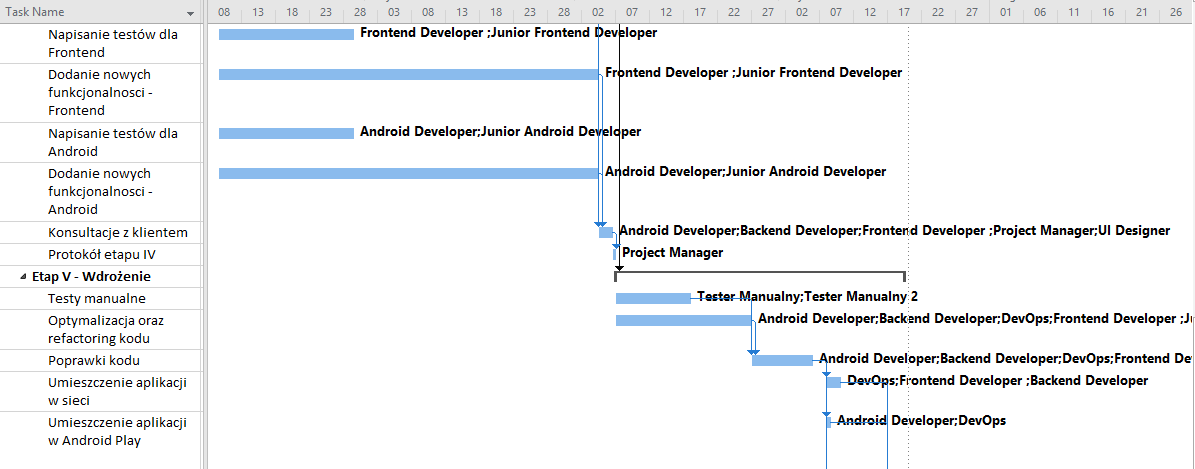 Task Name
08 13 18 23 28 03 08 13 18 23 28 02 07 12 17 22 27 02 07 12 17 22 27 01 06 11 16 21 26
Napisanie testów dla
Frontend
Frontend Developer ;Junior Frontend Developer
Dodanie nowych
funkcjonalnosci -
Frontend
Frontend Developer ;Junior Frontend Developer
Napisanie testów dla
Android
Android Developer;Junior Android Developer
Dodanie nowych
funkcjonalnosci -
Android
Android Developer;Junior Android Developer
Konsultacje z klientem
Android Developer;Backend Developer;Frontend Developer ;Project Manager;UI Designer
Protokół etapu IV
Project Manager
Etap V - Wdrożenie
Testy manualne
Tester Manualny;Tester Manualny 2
Optymalizacja oraz
refactoring kodu
Android Developer;Backend Developer;DevOps;Frontend Developer ;J
Poprawki kodu
Android Developer;Backend Developer;DevOps;Frontend De
Umieszczenie aplikacji
w sieci
DevOps;Frontend Developer ;Backend Developer
Umieszczenie aplikacji
w Android Play
Android Developer;DevOps